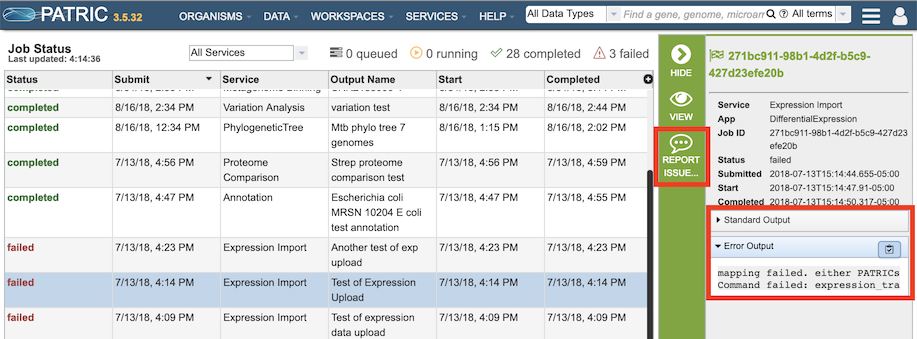 PATRIC 3.5.32 ORGANISMS DATA WORKSPACES SERVICES HELP All Data Types Find a gene, genome, microarr All terms
Job Status
Last updated: 4:14:36
All Services
0 queued 0 running 28 completed 3 failed
Status Submit Service Output Name Start Completed
completed
completed 8/16/18, 2:34 PM Variation Analysis variation test 8/16/18, 2:34 PM 8/16/18, 2:44 PM
completed 8/16/18, 12:34 PM PhylogeneticTree Mtb phylo tree 7 8/16/18, 1:15 PM 8/16/18, 2:02 PM
genomes
completed 7/13/18, 4:56 PM Proteome Strep proteome 7/13/18, 4:56 PM 7/13/18, 4:59 PM
Comparison comparison test
completed 7/13/18, 4:47 PM Annotation Escherichia coli 7/13/18, 4:47 PM 7/13/18, 4:55 PM
MRSN 10204 E coli
test annotation
failed 7/13/18, 4:23 PM Expression Import Another test of exp 7/13/18, 4:23 PM 7/13/18, 4:23 PM
upload
failed 7/13/18, 4:14 PM Expression Import Test of Expression 7/13/18, 4:14 PM 7/13/18, 4:14 PM
Upload
failed 7/13/18, 4:09 PM Expression Import Test of expression 7/13/18, 4:09 PM 7/13/18, 4:09 PM
data upload
HIDE
VIEW
REPORT
ISSUE...
271bc911-98b1-4d2f-b5c9-
427d23efe20b
Service Expression Import
App DifferentialExpression
Job ID 271bc911-98b1-4d2f-b5c9-427d23
efe20b
Status failed
Submitted 2018-07-13T15:14:44.655-05:00
Start 2018-07-13T15:14:47.91-05:00
Completed 2018-07-13T15:14:50.317-05:00
Standard Output
Error Output
mapping failed. either PATRICs
Command failed: expression_tra